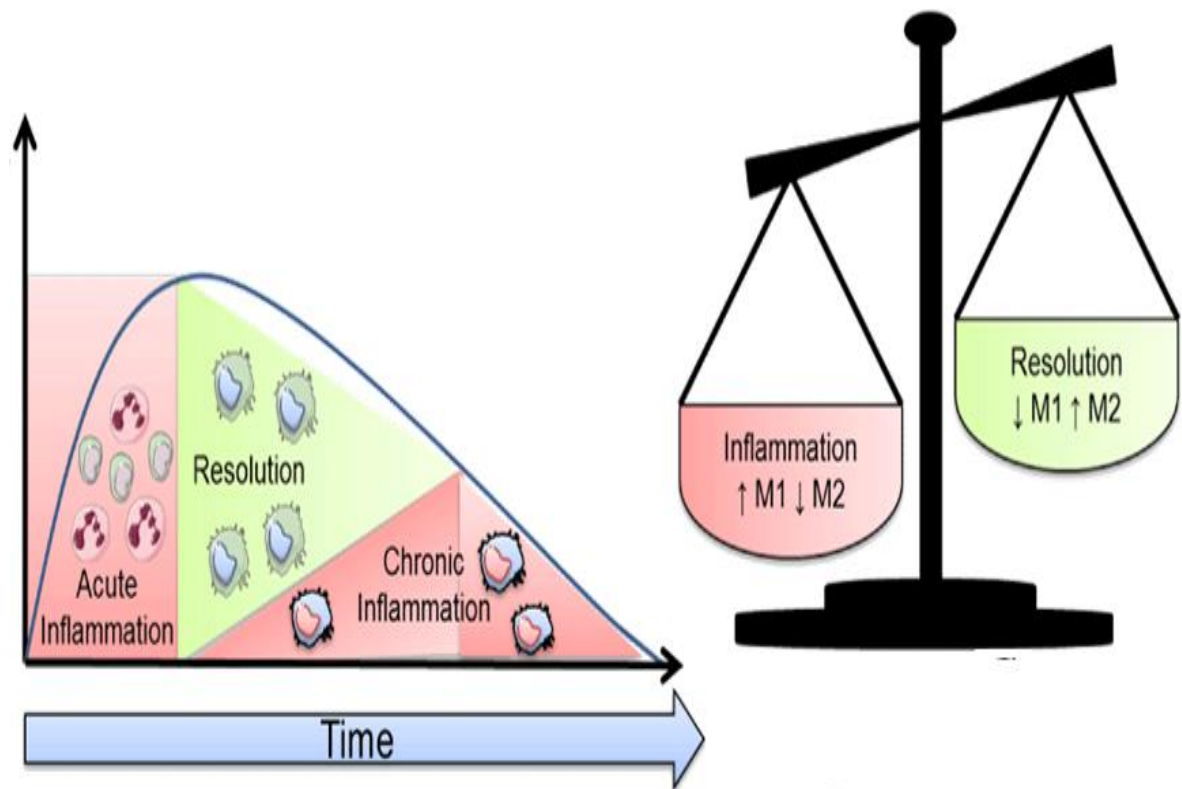 Acute
Inflammation
Resolution
Chronic
Inflammation
Time
Inflammation
↑ M1 ↓ M2
Resolution
↓ M1 ↑ M2